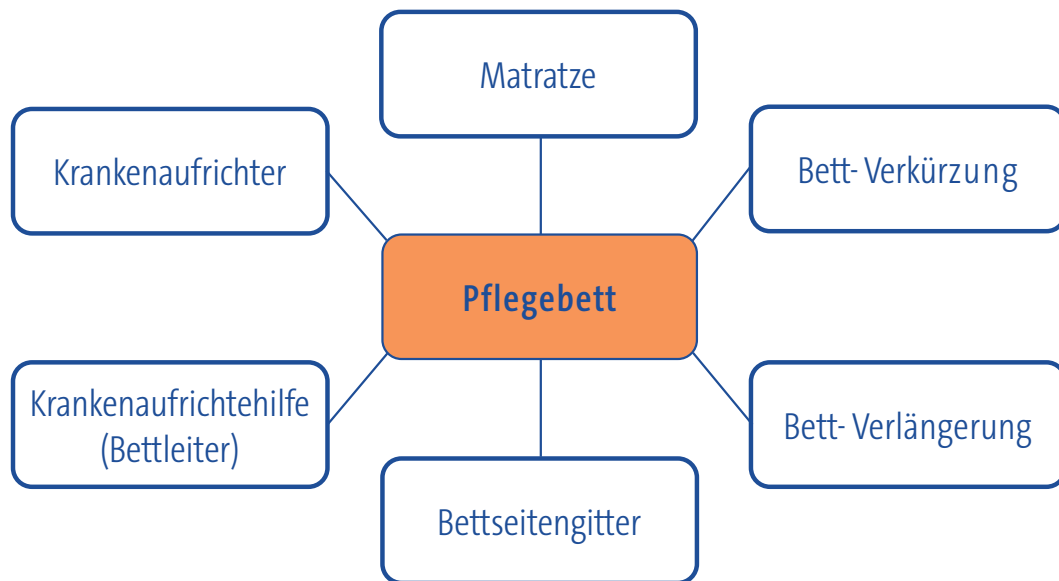 Matratze
Krankenaufrichter
Bett- Verkürzung
Pflegebett
Krankenaufrichtehilfe
(Bettleiter)
Bett- Verlängerung
Bettseitengitter